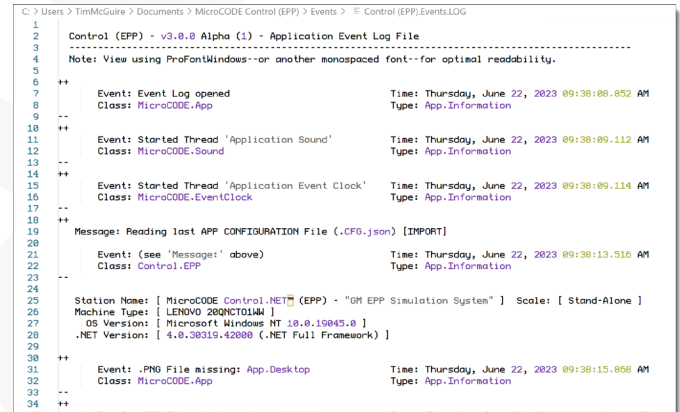 C: > Users > TimMcGuire > Documents > MicroCODE Control (EPP) > Events > Control (EPP).Events.LOG
1
2 Control (EPP) - v3.0.0 Alpha (1) - Application Event Log File
3 ------------------------------------------------------------------------------------------
4 Note: View using ProFontWindows--or another monospaced font--for optimal readability.
5
6 ++
7 Event: Event Log opened Time: Thursday, June 22, 2023 09:38:08.852 AM
8 Class: MicroCODE.App Type: App.Information
9 --
10 ++
11 Event: Started Thread 'Application Sound' Time: Thursday, June 22, 2023 09:38:09.112 AM
12 Class: MicroCODE.Sound Type: App.Information
13 --
14 ++
15 Event: Started Thread 'Application Event Clock' Time: Thursday, June 22, 2023 09:38:09.114 AM
16 Class: MicroCODE.EventClock Type: App.Information
17 --
18 ++
19 Message: Reading last APP CONFIGURATION File (.CFG.json) [IMPORT]
20
21 Event: (see 'Message:' above) Time: Thursday, June 22, 2023 09:38:13.516 AM
22 Class: Control.EPP Type: App.Information
23 --
24
25 Station Name: [ MicroCODE Control.NET™ (EPP) - "GM EPP Simulation System" ] Scale: [ Stand-Alone ]
26 Machine Type: [ LENOVO 20QNCTO1WW ]
27 OS Version: [ Microsoft Windows NT 10.0.19045.0 ]
28 .NET Version: [ 4.0.30319.42000 (.NET Full Framework) ]
29
30 ++
31 Event: .PNG File missing: App.Desktop Time: Thursday, June 22, 2023 09:38:15.868 AM
32 Class: MicroCODE.App Type: App.Information
33 --
34 ++